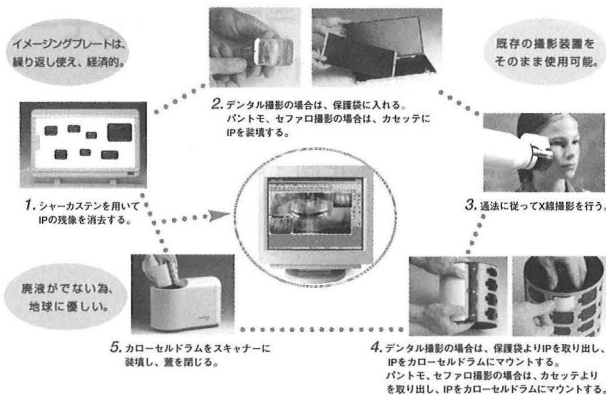 イメージングプレートは、
繰り返し使え、経済的。
既存の撮影装置を
そのまま使用可能。
2. デンタル撮影の場合は、保護袋に入れる。
パントモ、セファロ撮影の場合は、カセッテに
IPを装填する。
1. シャーカステンを用いて
IPの残像を消去する。
3. 通法に従ってX線撮影を行う。
廃液がでない為、
地球に優しい。
5. カローセルドラムをスキャナーに
装填し、蓋を閉じる。
4. デンタル撮影の場合は、保護袋よりIPを取り出し、
IPをカローセルドラムにマウントする。
パントモ、セファロ撮影の場合は、カセッテより
を取り出し、IPをカローセルドラムにマウントする。